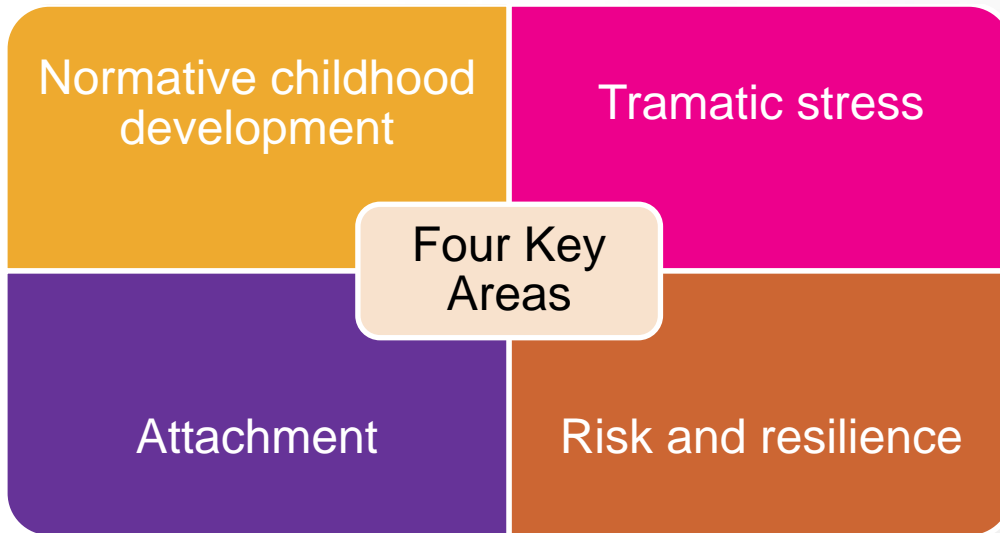 Normative childhood
development
Tramatic stress
Four Key
Areas
Attachment
Risk and resilience